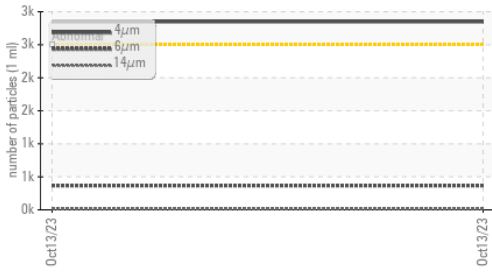 3k
3k
2k
2k
1k
1k
0k
number of particles (1 ml)
Abnormal
4µm
6µm
14µm
Oct13/23
Oct13/23